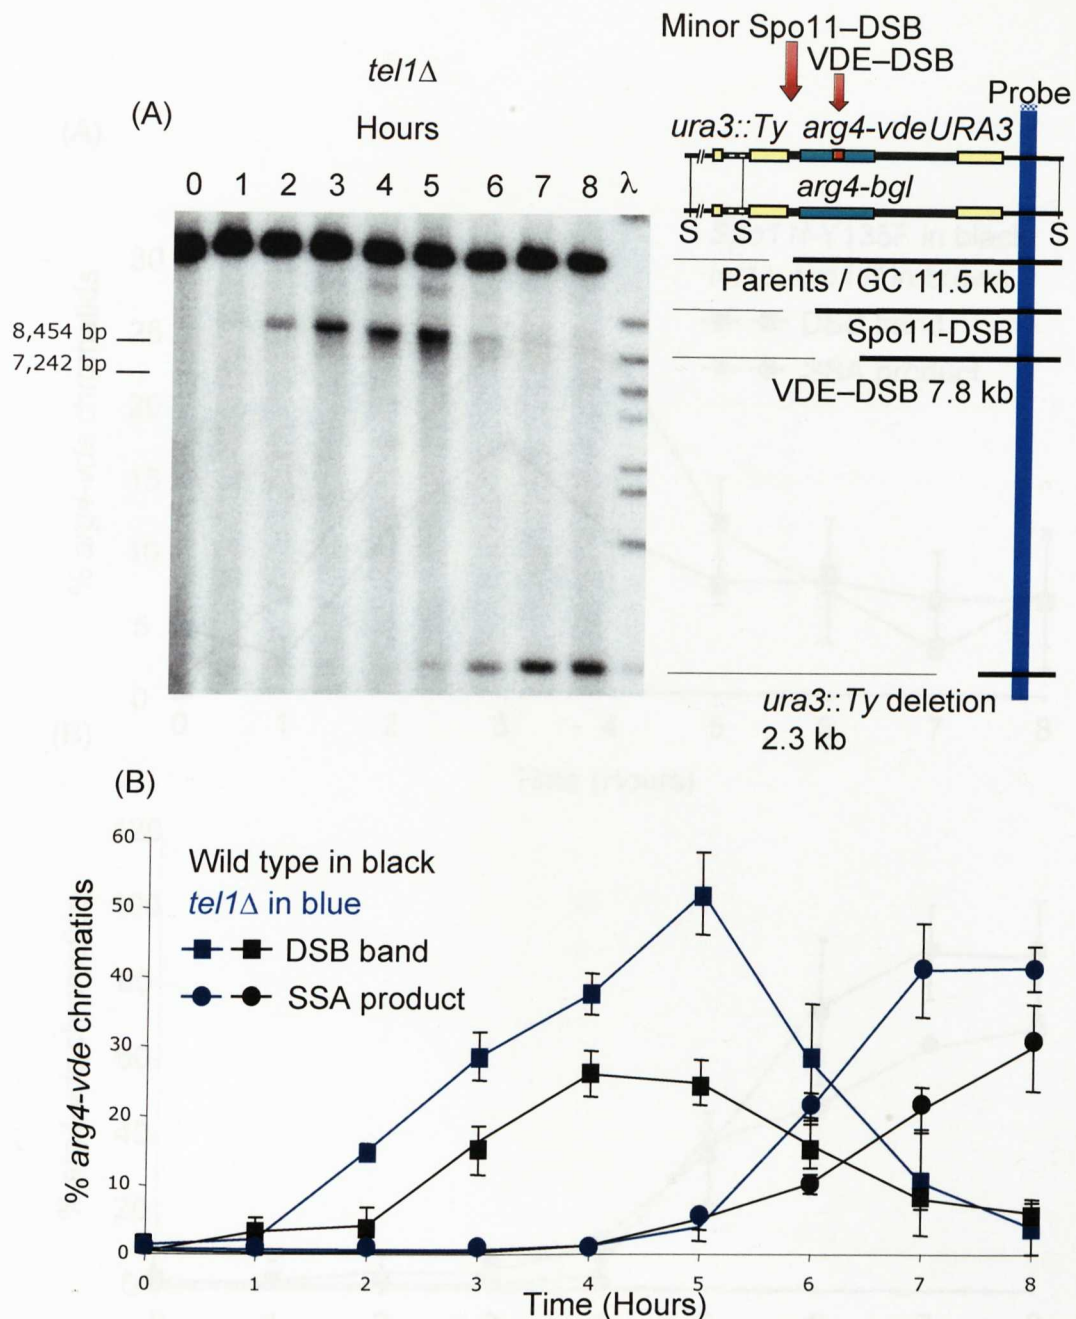 Minor Spo11–DSB
VDE–DSB
Probe
tel1Δ
(A)
Hours
0 1 2 3 4 5 6 7 8 λ
ura3::Ty arg4-vde URA3
arg4-bgl
S S S
Parents / GC 11.5 kb
Spo11-DSB
VDE–DSB 7.8 kb
8,454 bp
7,242 bp
ura3::Ty deletion
2.3 kb
(B)
Wild type in black
tel1Δ in blue
DSB band
SSA product
% arg4-vde chromatids
60
50
40
30
20
10
0
0 1 2 3 4 5 6 7 8
Time (Hours)